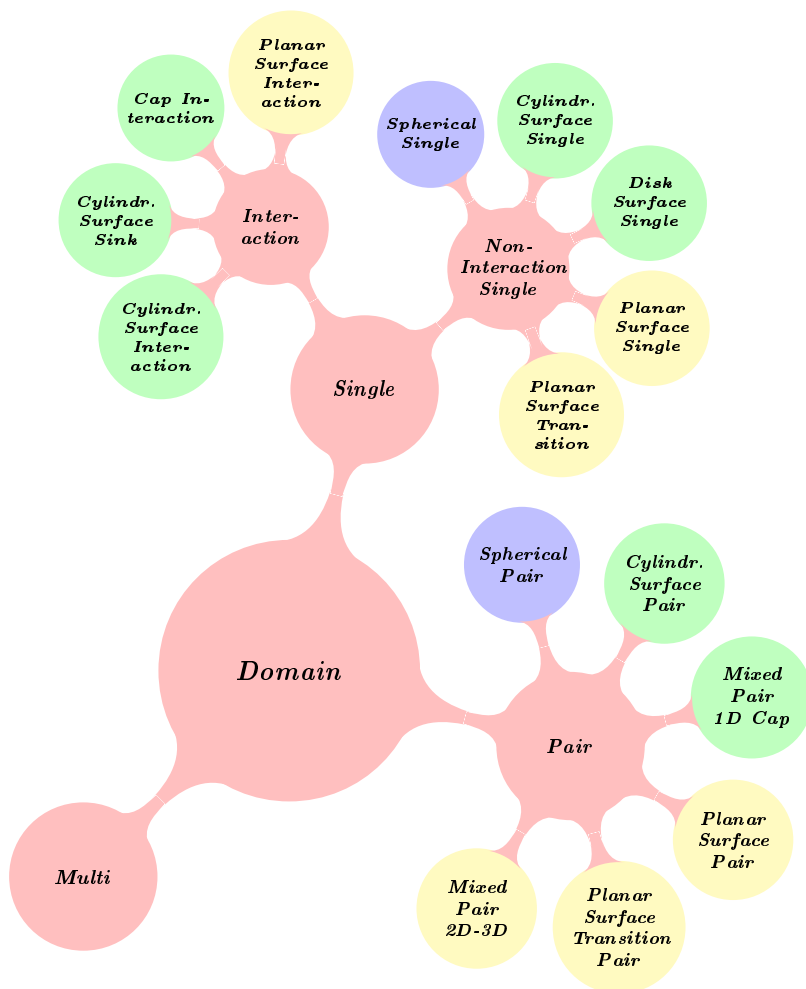 Planar
Surface
Inter-
action
Cap In-
teraction
Cylindr.
Surface
Sink
Cylindr.
Surface
Inter-
action
Inter-
action
Spherical
Single
Cylindr.
Surface
Single
Disk
Surface
Single
Planar
Surface
Single
Planar
Surface
Tran-
sition
Non-
Interaction
Single
Single
Domain
Multi
Spherical
Pair
Cylindr.
Surface
Pair
Mixed
Pair
1D Cap
Pair
Planar
Surface
Pair
Planar
Surface
Transition
Pair
Mixed
Pair
2D-3D